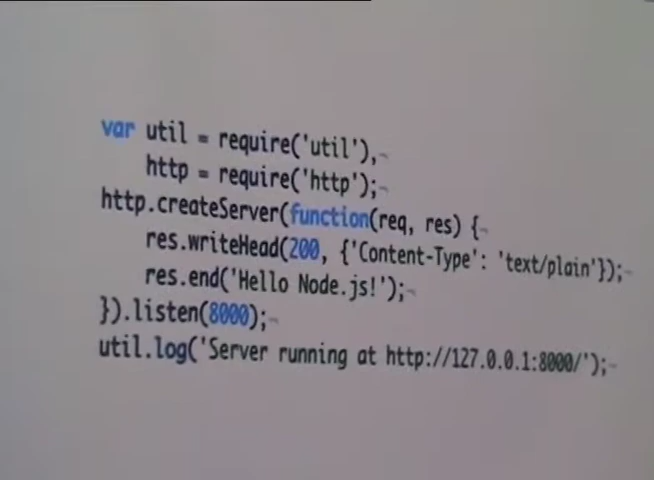 var util = require('util'),
http = require('http');
http.createServer(function(req, res) {
res.writeHead(200, {'Content-Type': 'text/plain'});
res.end('Hello Node.js!');
}).listen(8000);
util.log('Server running at http://127.0.0.1:8000/');